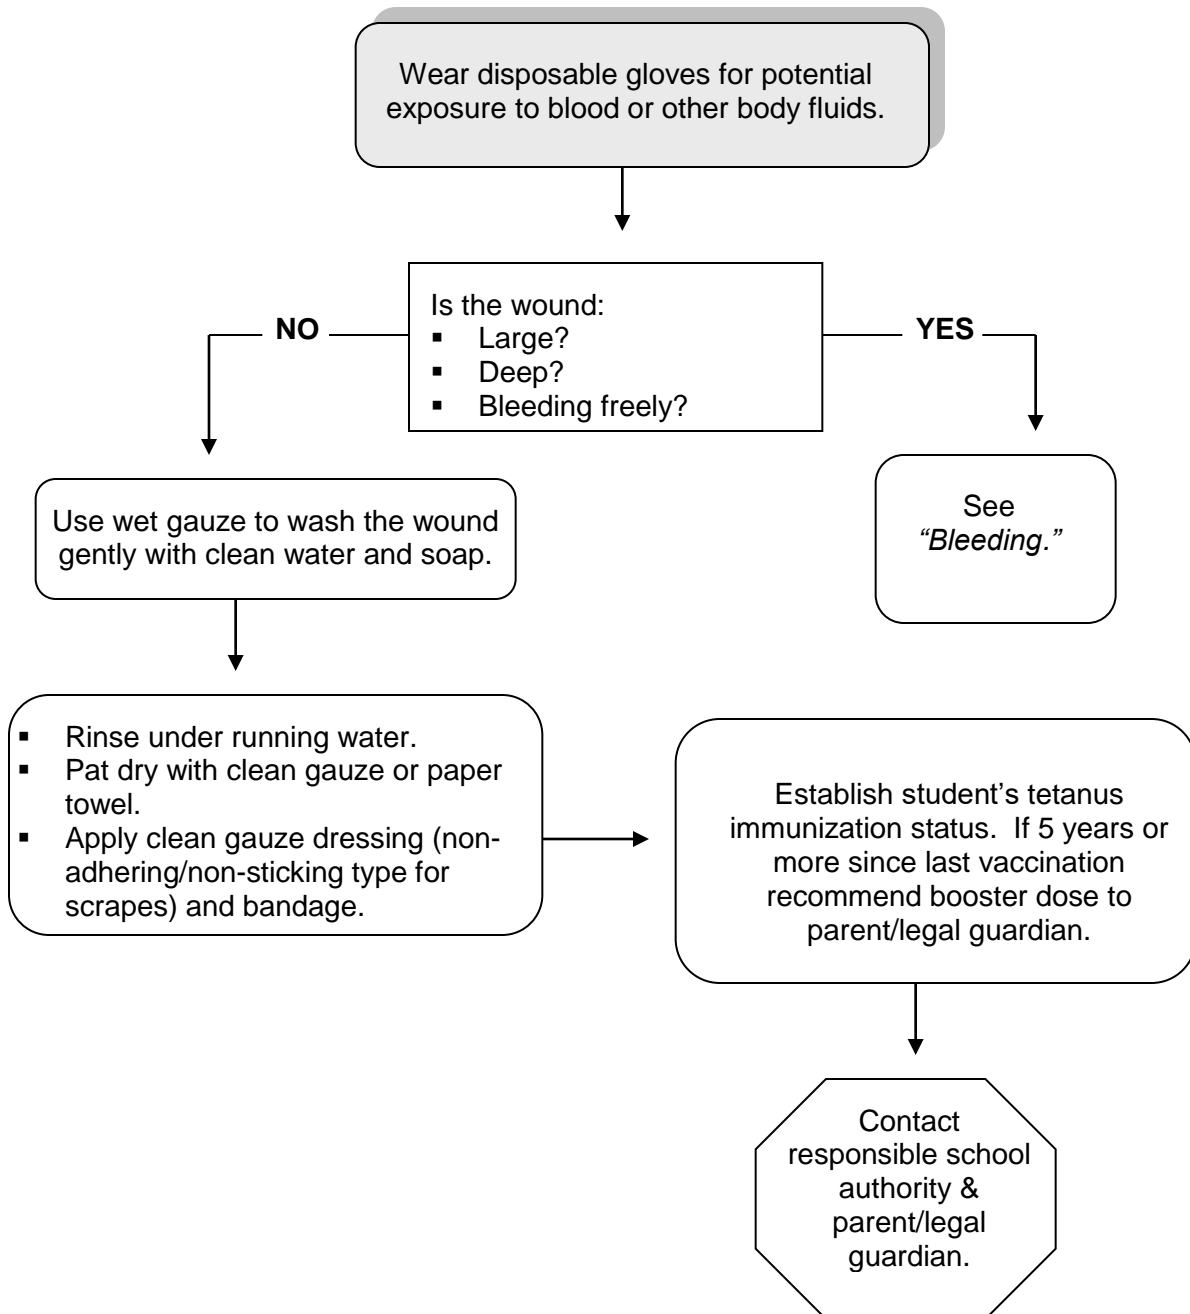 Wear disposable gloves for potential
exposure to blood or other body fluids.
Is the wound:
▪ Large?
▪ Deep?
▪ Bleeding freely?
NO
YES
Use wet gauze to wash the wound
gently with clean water and soap.
See
“Bleeding.”
▪ Rinse under running water.
▪ Pat dry with clean gauze or paper
towel.
▪ Apply clean gauze dressing (non-
adhering/non-sticking type for
scrapes) and bandage.
Establish student’s tetanus
immunization status.  If 5 years or
more since last vaccination
recommend booster dose to
parent/legal guardian.
Contact
responsible school
authority &
parent/legal
guardian.